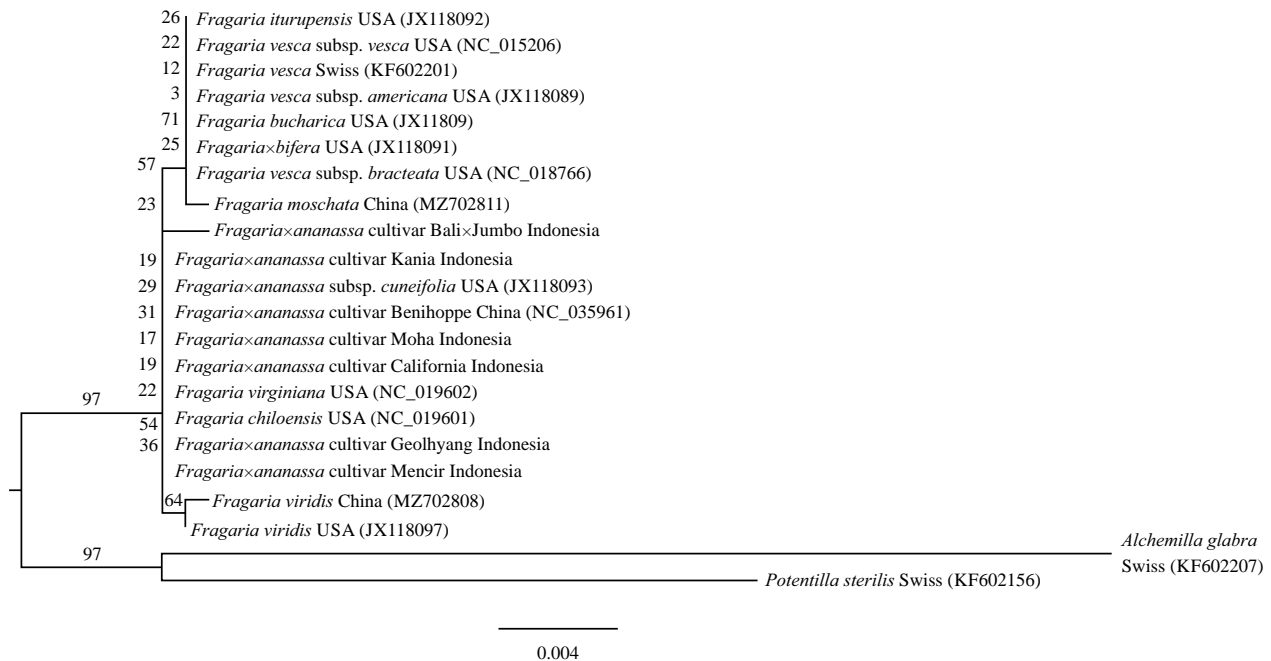 26 Fragaria iturupensis USA (JX118092)
22 Fragaria vesca subsp. vesca USA (NC_015206)
12 Fragaria vesca Swiss (KF602201)
3 Fragaria vesca subsp. americana USA (JX118089)
71 Fragaria bucharica USA (JX11809)
25 Fragaria×bifera USA (JX118091)
57
Fragaria vesca subsp. bracteata USA (NC_018766)
23 Fragaria moschata China (MZ702811)
Fragaria×ananassa cultivar Bali×Jumbo Indonesia
19 Fragaria×ananassa cultivar Kania Indonesia
29 Fragaria×ananassa subsp. cuneifolia USA (JX118093)
31 Fragaria×ananassa cultivar Benihoppe China (NC_035961)
17 Fragaria×ananassa cultivar Moha Indonesia
19 Fragaria×ananassa cultivar California Indonesia
22 Fragaria virginiana USA (NC_019602)
97
54 Fragaria chiloensis USA (NC_019601)
36 Fragaria×ananassa cultivar Geolhyang Indonesia
Fragaria×ananassa cultivar Mencir Indonesia
64 Fragaria viridis China (MZ702808)
Fragaria viridis USA (JX118097)
97
Alchemilla glabra
Swiss (KF602207)
Potentilla sterilis Swiss (KF602156)
0.004